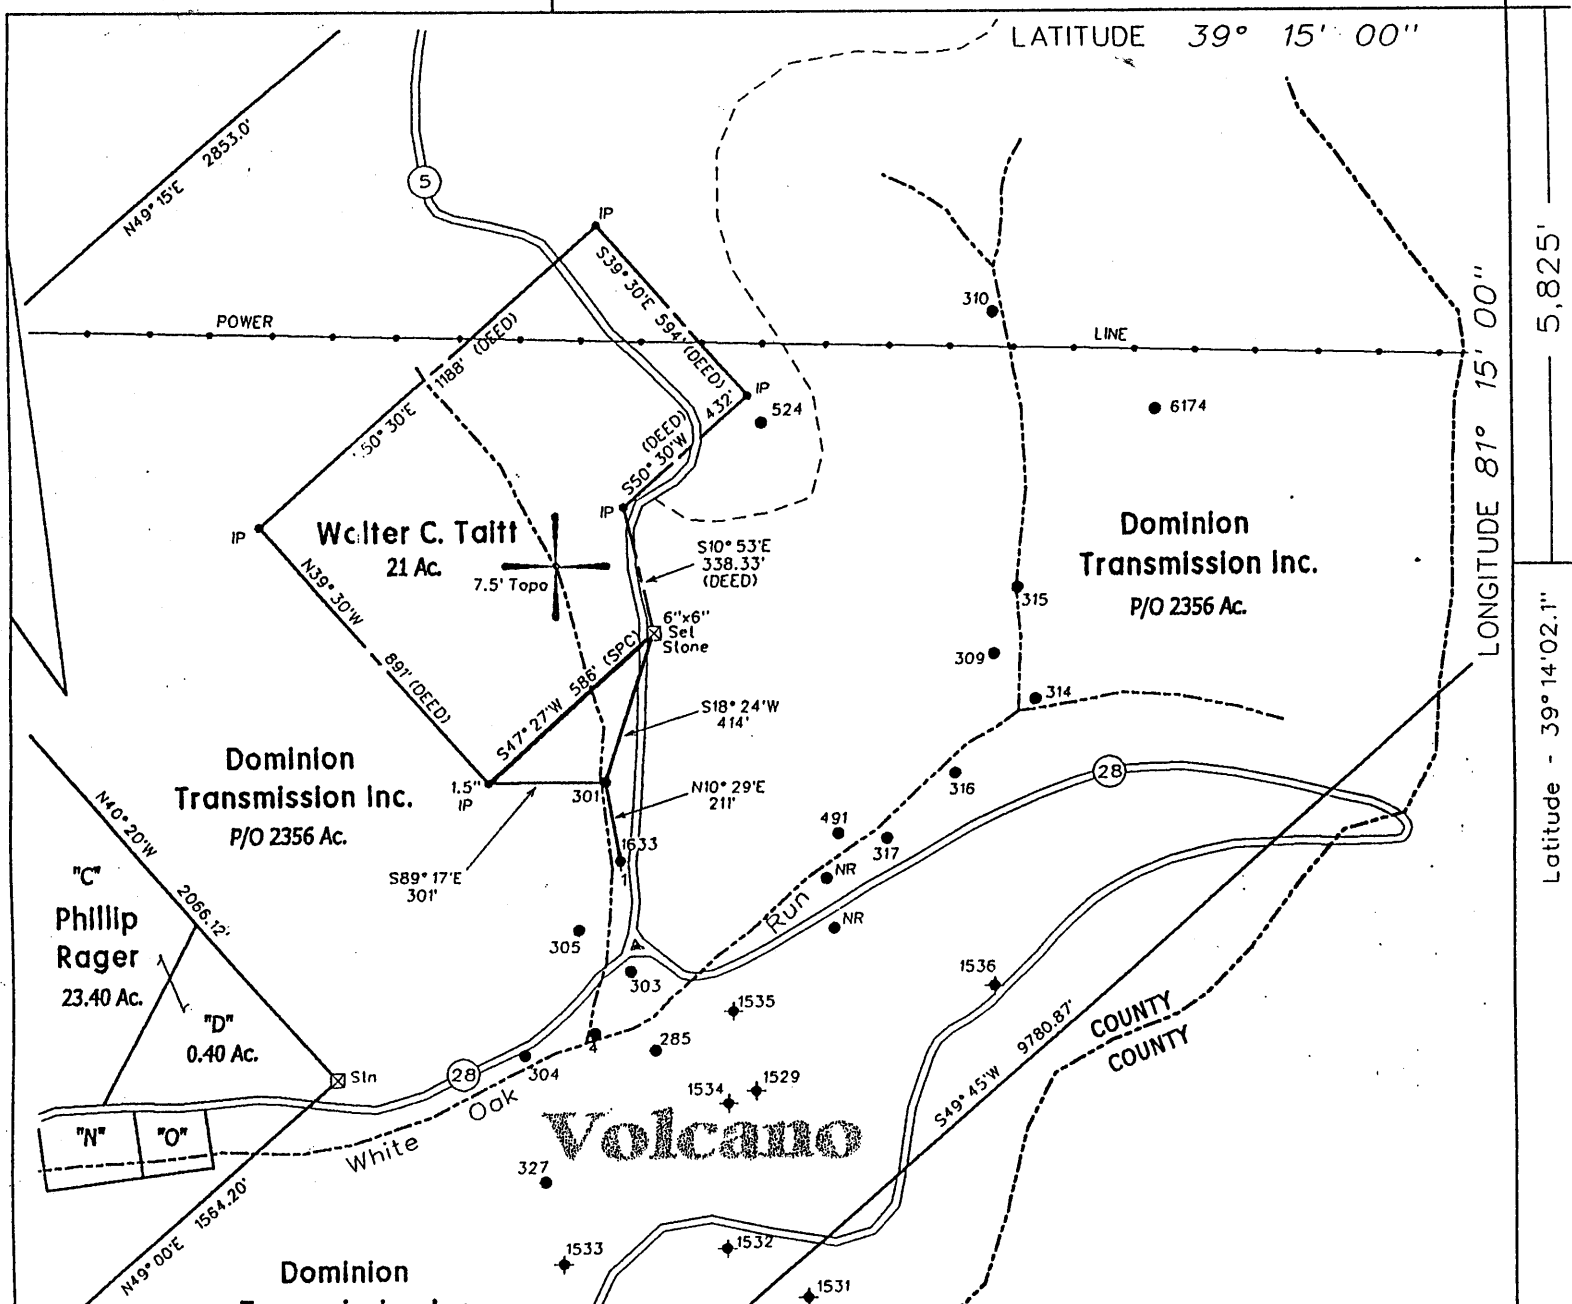 LATITUDE 39° 15' 00"
5,825'
LONGITUDE 81° 15' 00"
Latitude - 39°14'02.1"
N49° 15'E 2853.0'
5
IP
S39° 30'E 594' (DEED)
310
POWER
LINE
50° 30'E 1188' (DEED)
IP
524
6174
(DEED) 432'
S50° 30'W
IP
IP
Walter C. Taitt
21 Ac.
7.5' Topo
S10° 53'E
338.33'
(DEED)
Dominion
Transmission Inc.
P/O 2356 Ac.
315
N39° 30'W 891' (DEED)
6"x6"
Set
Stone
309
314
S47° 27'W 586' (SPC)
S18° 24'W
414'
Dominion
Transmission Inc.
P/O 2356 Ac.
1.5"
IP
301
N10° 29'E
211'
316
28
N40° 20'W 2066.12'
491
317
1633
1
S89° 17'E
301'
NR
NR
"C"
Phillip
Rager
23.40 Ac.
Run
305
303
1536
"D"
0.40 Ac.
1535
COUNTY
COUNTY
4
285
S49° 45'W 9780.87'
28
304
Stn
1534
1529
White Oak
"N"
"O"
Volcano
327
N49° 00'E 1564.20'
1533
1532
Dominion
1531